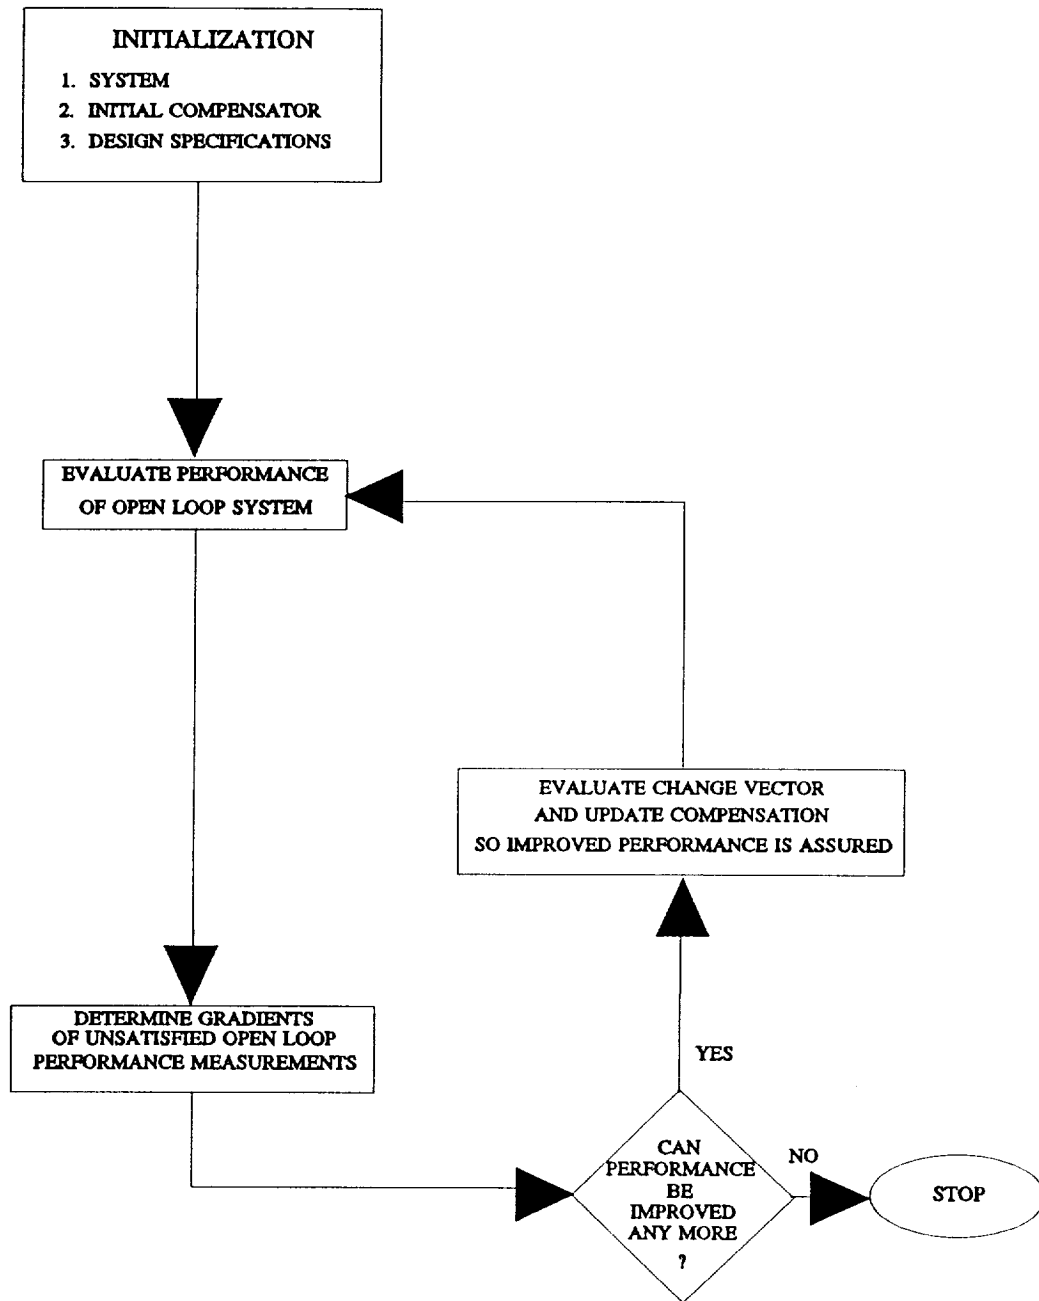 INITIALIZATION
1. SYSTEM
2. INITIAL COMPENSATOR
3. DESIGN SPECIFICATIONS
EVALUATE PERFORMANCE
OF OPEN LOOP SYSTEM
EVALUATE CHANGE VECTOR
AND UPDATE COMPENSATION
SO IMPROVED PERFORMANCE IS ASSURED
DETERMINE GRADIENTS
OF UNSATISFIED OPEN LOOP
PERFORMANCE MEASUREMENTS
YES
CAN
PERFORMANCE
BE
IMPROVED
ANY MORE
?
NO
STOP